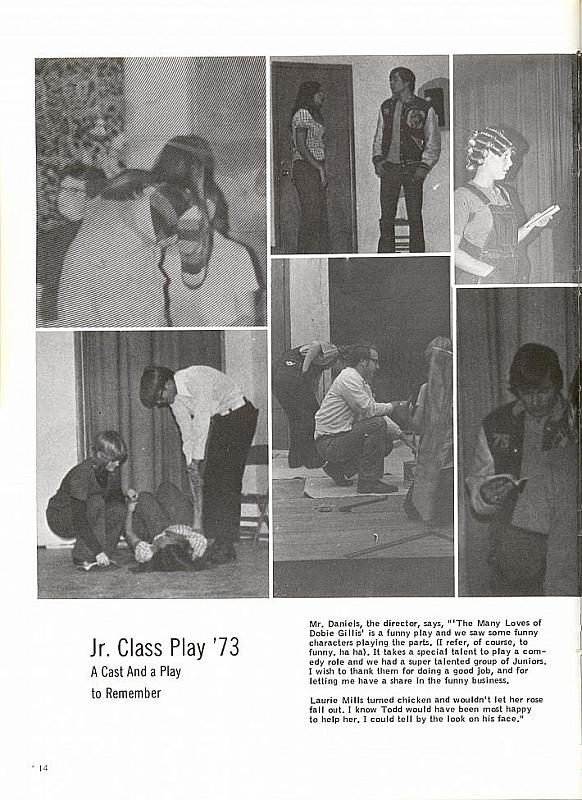 Jr. Class Play '73
A Cast And a Play
to Remember
Mr. Daniels, the director, says, "'The Many Loves of
Dobie Gillis' is a funny play and we saw some funny
characters playing the parts. (I refer, of course, to
funny, ha ha). It takes a special talent to play a com-
edy role and we had a super talented group of Juniors.
I wish to thank them for doing a good job, and for
letting me have a share in the funny business.
Laurie Mills turned chicken and wouldn't let her rose
fall out. I know Todd would have been most happy
to help her. I could tell by the look on his face."
14